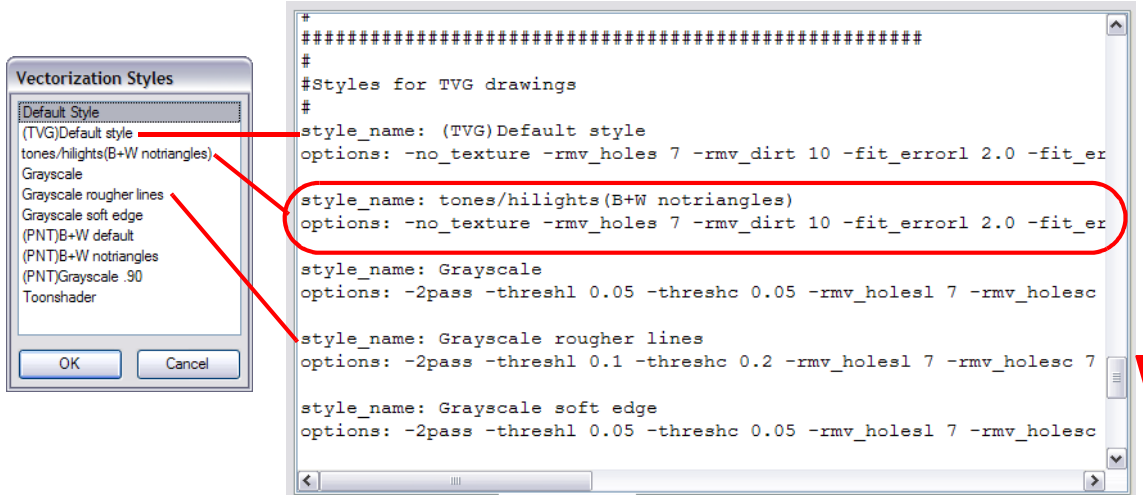 Vectorization Styles
Default Style
(TVG)Default style
tones/hilights(B+W notriangles)
Grayscale
Grayscale rougher lines
Grayscale soft edge
(PNT)B+W default
(PNT)B+W notriangles
(PNT)Grayscale .90
Toonshader
OK Cancel
#
######################################################
#
#Styles for TVG drawings
#
style_name: (TVG)Default style
options: -no_texture -rmv_holes 7 -rmv_dirt 10 -fit_errorl 2.0 -fit_er
style_name: tones/hilights(B+W notriangles)
options: -no_texture -rmv_holes 7 -rmv_dirt 10 -fit_errorl 2.0 -fit_er
style_name: Grayscale
options: -2pass -threshl 0.05 -threshc 0.05 -rmv_holesl 7 -rmv_holesc
style_name: Grayscale rougher lines
options: -2pass -threshl 0.1 -threshc 0.2 -rmv_holesl 7 -rmv_holesc 7
style_name: Grayscale soft edge
options: -2pass -threshl 0.05 -threshc 0.05 -rmv_holesl 7 -rmv_holesc